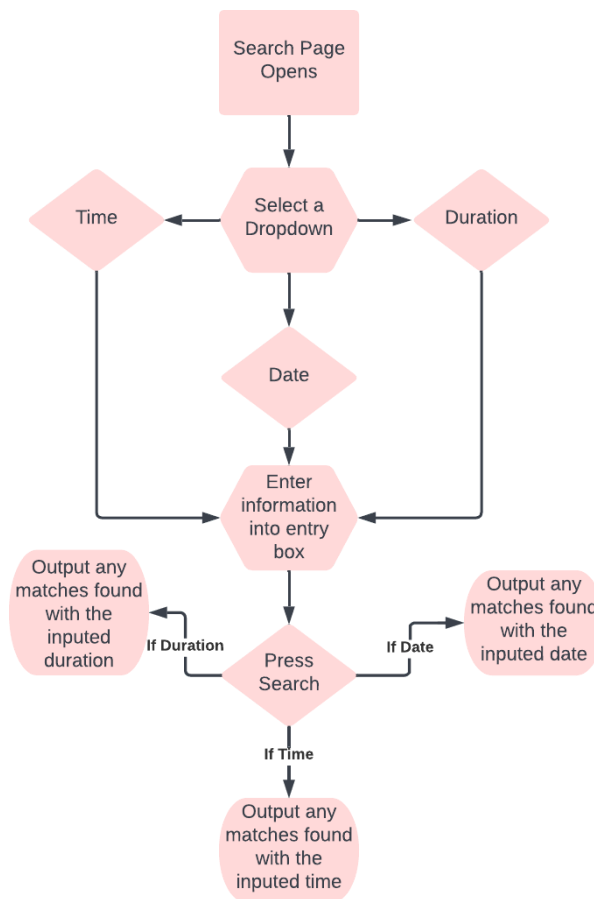 Search Page
Opens
Time
Select a
Dropdown
Duration
Date
Enter
information
into entry
box
Output any
matches found
with the
inputed
duration
If Duration
Press
Search
If Date
Output any
matches found
with the
inputed date
If Time
Output any
matches found
with the
inputed time